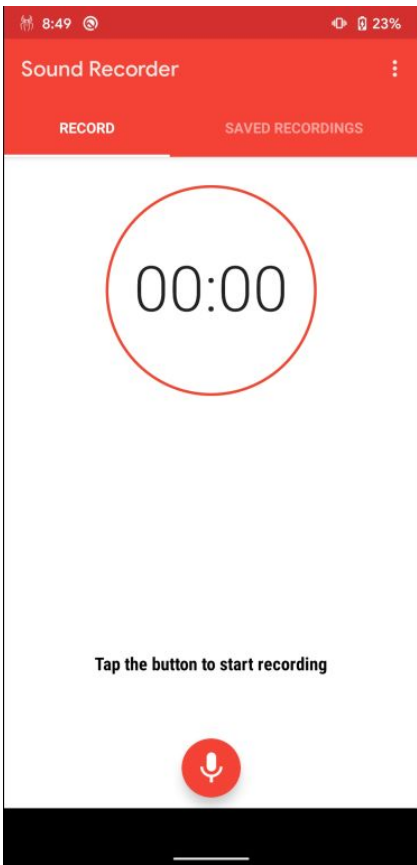 8:49 23%
Sound Recorder
RECORD SAVED RECORDINGS
00:00
Tap the button to start recording